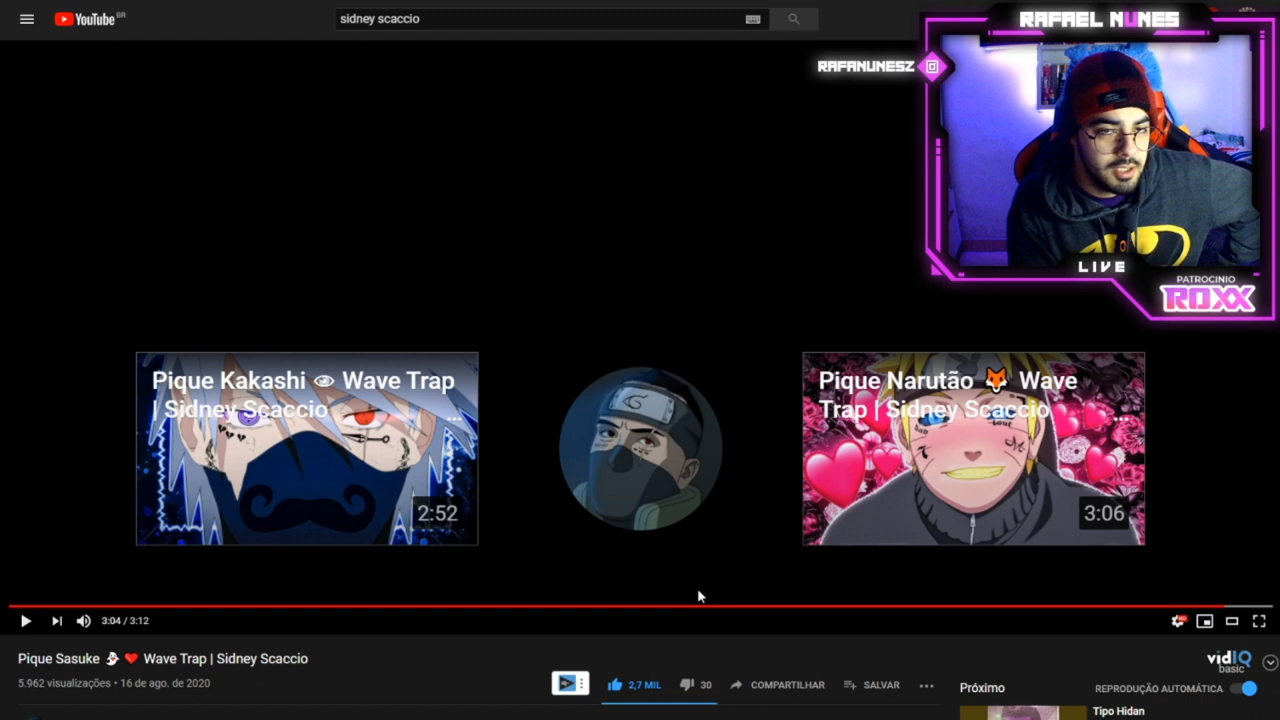 YouTube BR
sidney scaccio
RAFAEL NUNES
RAFANUNESZ
LIVE
PATROCINIO
ROXX
Pique Kakashi 👁 Wave Trap
| Sidney Scaccio
...
2:52
Pique Narutão 🦊 Wave
Trap | Sidney Scaccio
...
3:06
3:04 / 3:12
HD
Pique Sasuke 👻 ❤️ Wave Trap | Sidney Scaccio
5.962 visualizações • 16 de ago. de 2020
2,7 MIL
30
COMPARTILHAR
SALVAR
...
vidIQ
basic
Próximo
REPRODUÇÃO AUTOMÁTICA
Tipo Hidan